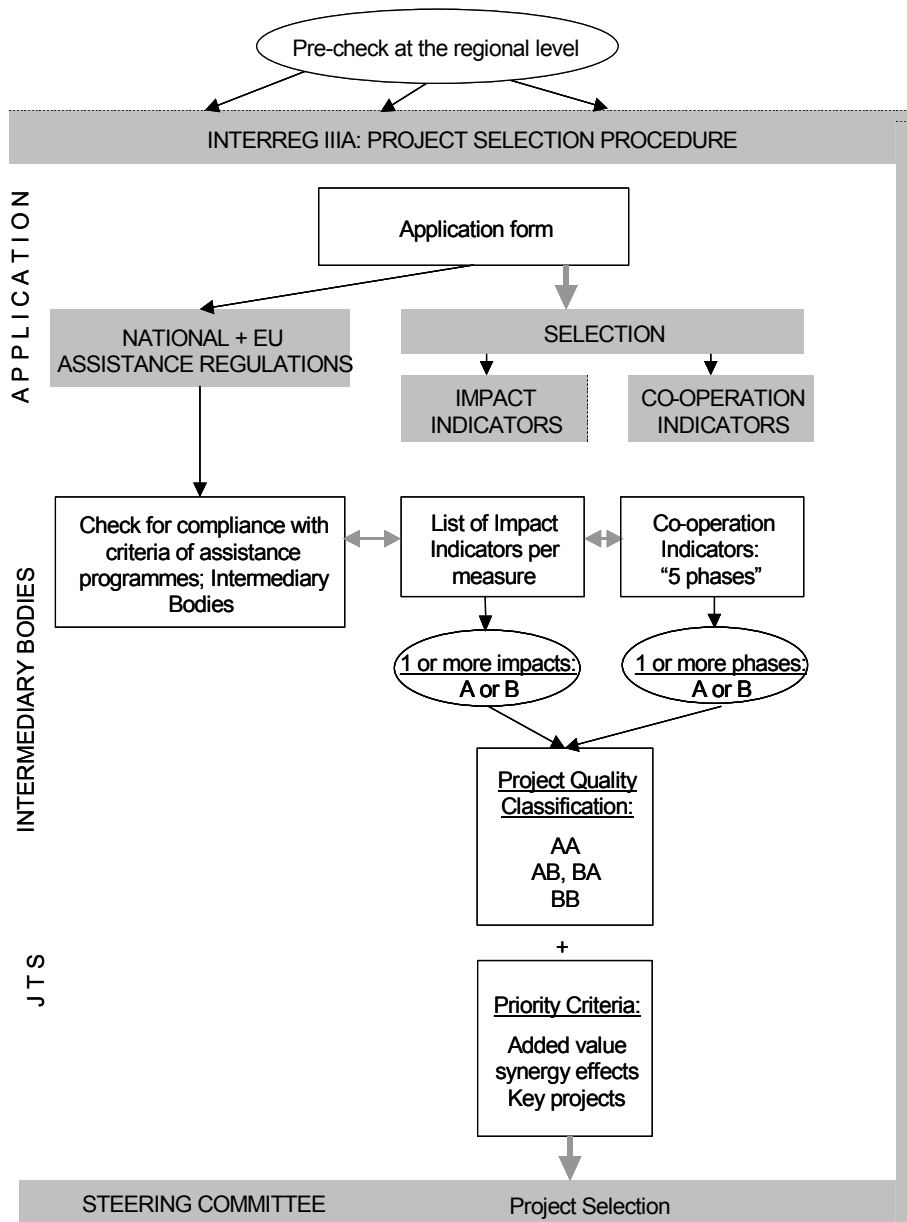 Pre-check at the regional level
INTERREG IIIA: PROJECT SELECTION PROCEDURE
APPLICATION
Application form
NATIONAL + EU
ASSISTANCE REGULATIONS
SELECTION
IMPACT
INDICATORS
CO-OPERATION
INDICATORS
INTERMEDIARY BODIES
Check for compliance with
criteria of assistance
programmes; Intermediary
Bodies
List of Impact
Indicators per
measure
Co-operation
Indicators:
“5 phases”
1 or more impacts:
A or B
1 or more phases:
A or B
Project Quality
Classification:
AA
AB, BA
BB
+
JTS
Priority Criteria:
Added value
synergy effects
Key projects
STEERING COMMITTEE
Project Selection